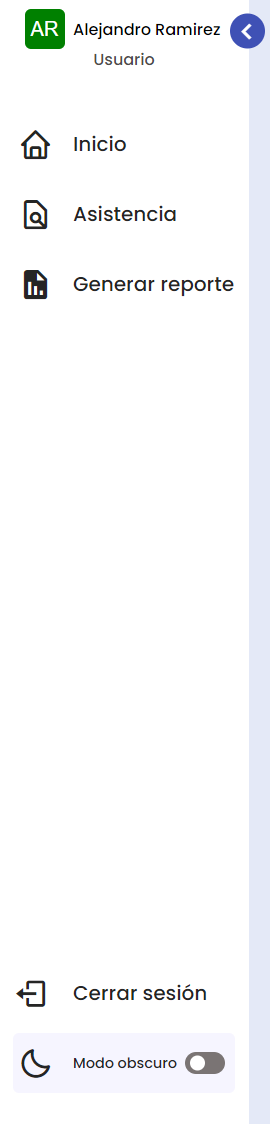 AR Alejandro Ramirez
Usuario
Inicio
Asistencia
Generar reporte
Cerrar sesión
Modo obscuro